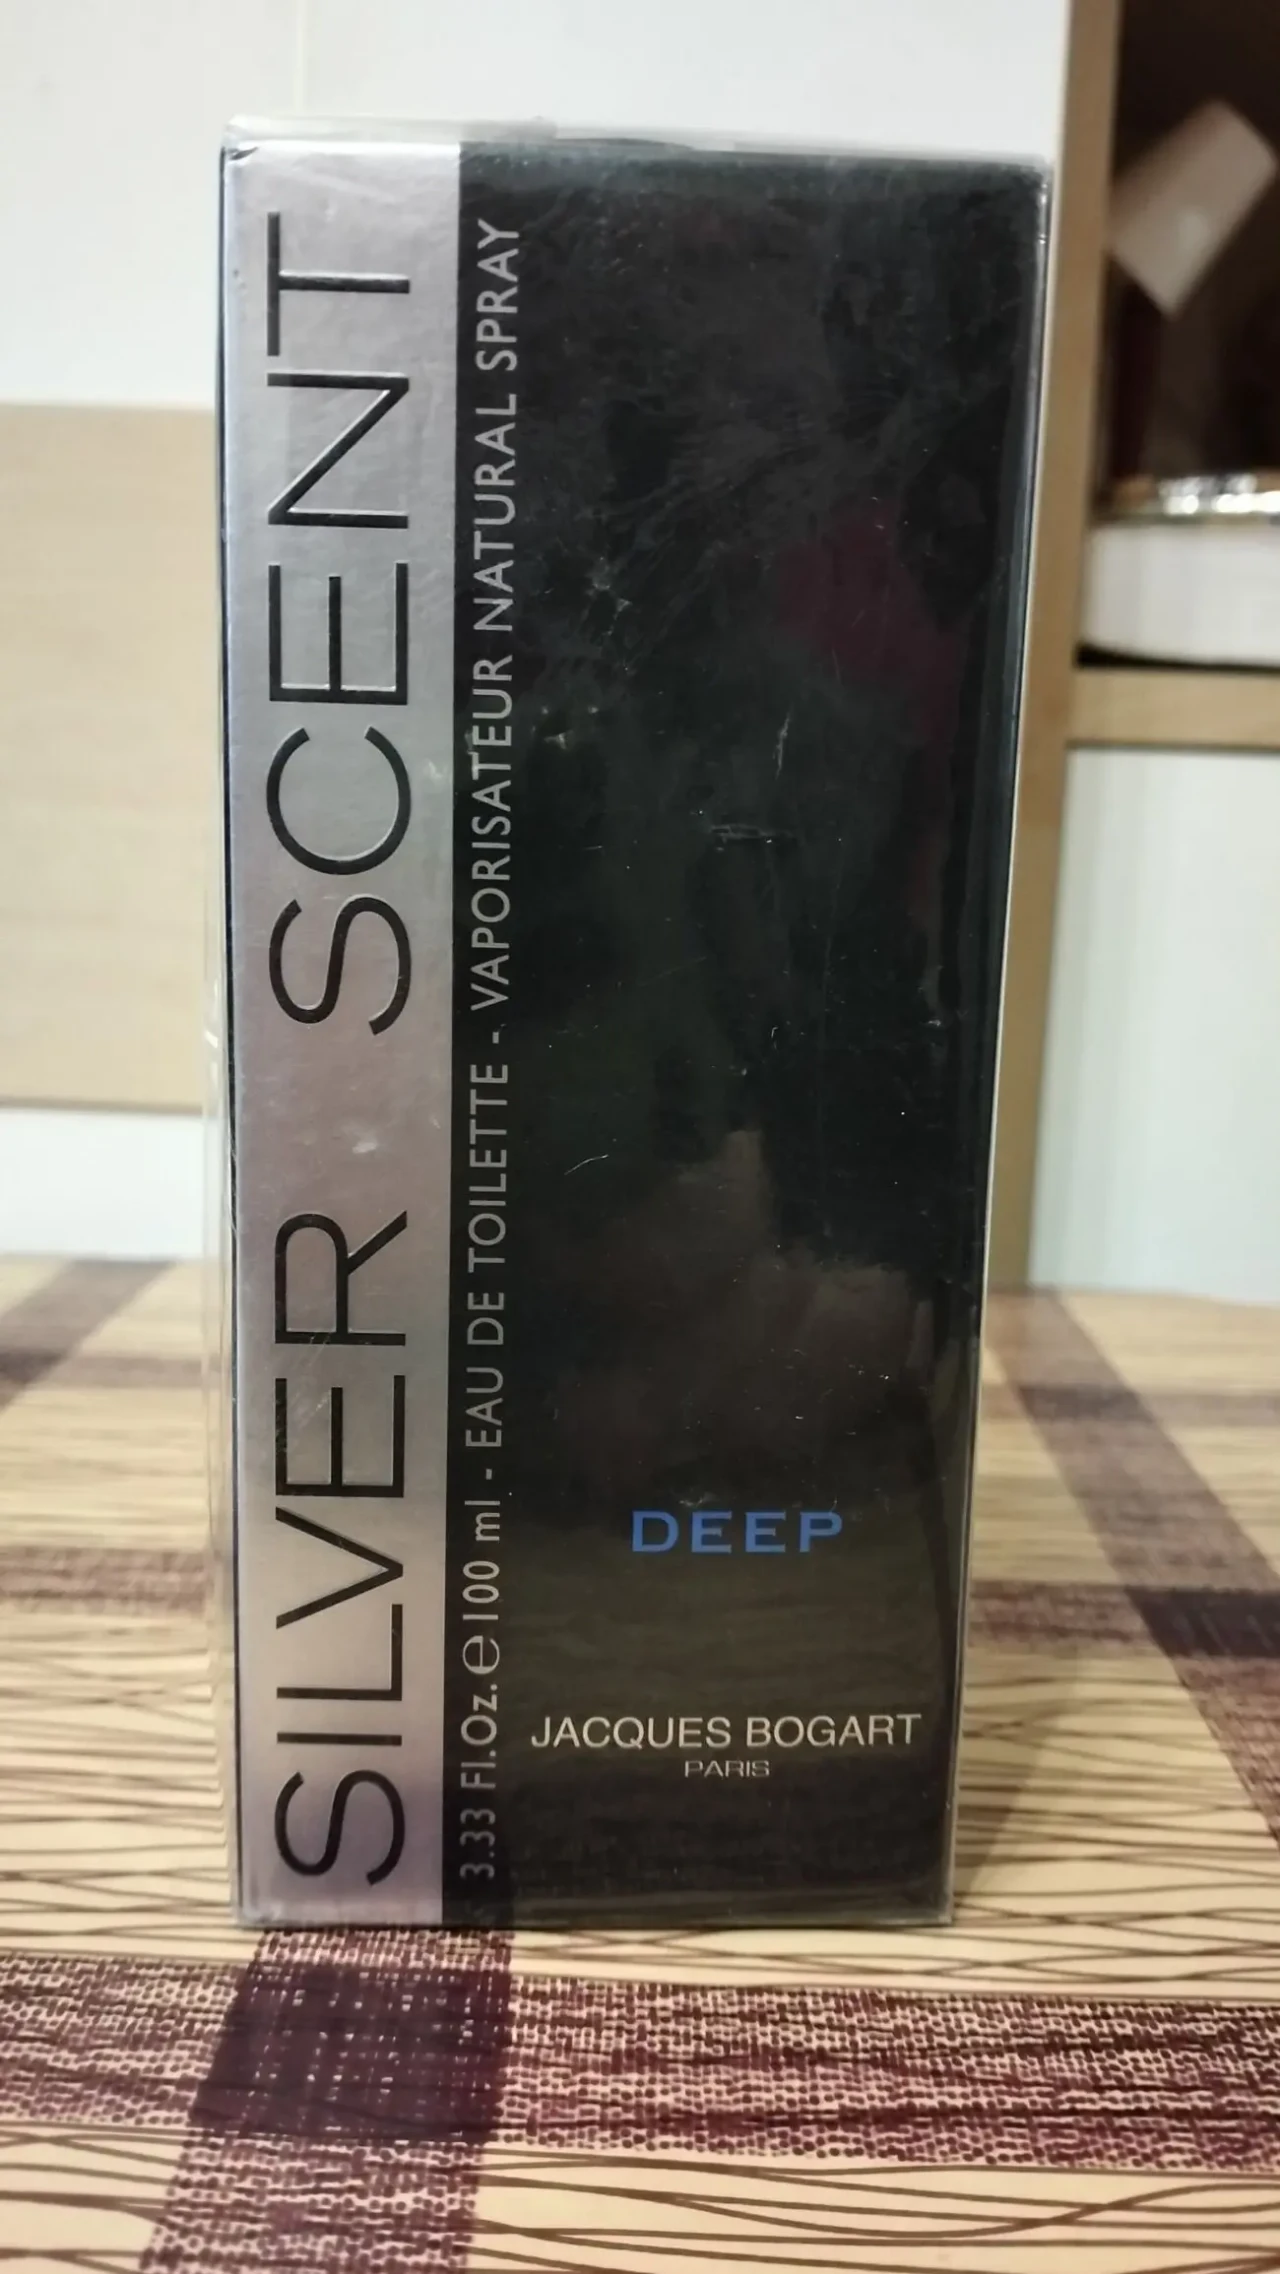 SILVER SCENT
3.33 Fl.Oz. ℮ 100 ml - EAU DE TOILETTE - VAPORISATEUR NATURAL SPRAY
DEEP
JACQUES BOGART
PARIS